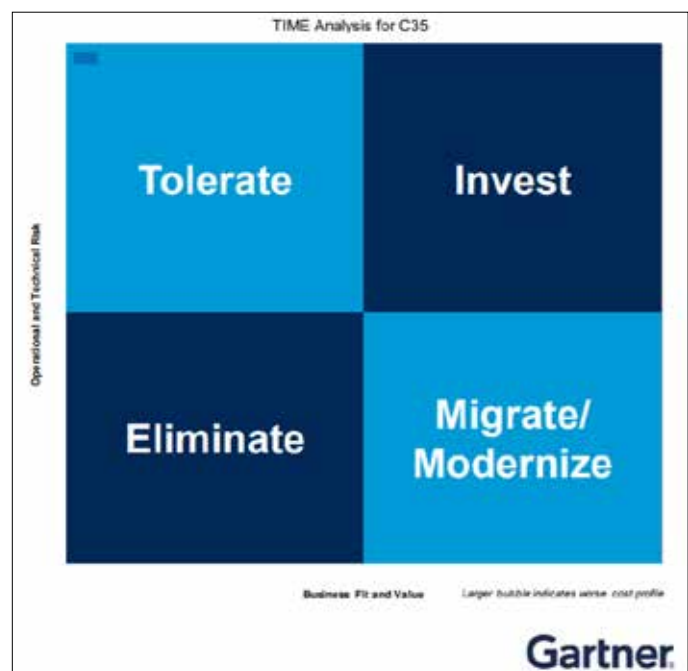 TIME Analysis for C35
Tolerate
Invest
Operational and Technical Risk
Eliminate
Migrate/
Modernize
Business Fit and Value
Larger bubble indicates worse cost profile
Gartner.